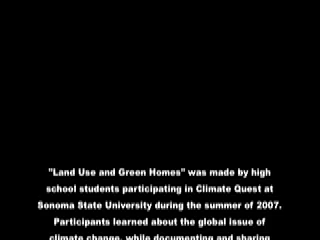 "Land Use and Green Homes" was made by high
school students participating in Climate Quest at
Sonoma State University during the summer of 2007.
Participants learned about the global issue of
climate change, while documenting and sharing